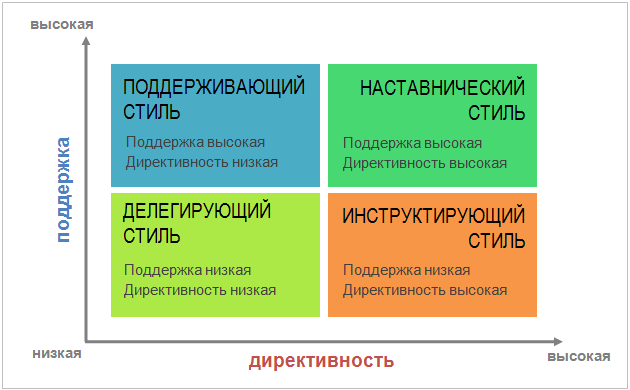 высокая
поддержка
ПОДДЕРЖИВАЮЩИЙ
СТИЛЬ
Поддержка высокая
Директивность низкая
НАСТАВНИЧЕСКИЙ
СТИЛЬ
Поддержка высокая
Директивность высокая
ДЕЛЕГИРУЮЩИЙ
СТИЛЬ
Поддержка низкая
Директивность низкая
ИНСТРУКТИРУЮЩИЙ
СТИЛЬ
Поддержка низкая
Директивность высокая
низкая
директивность
высокая